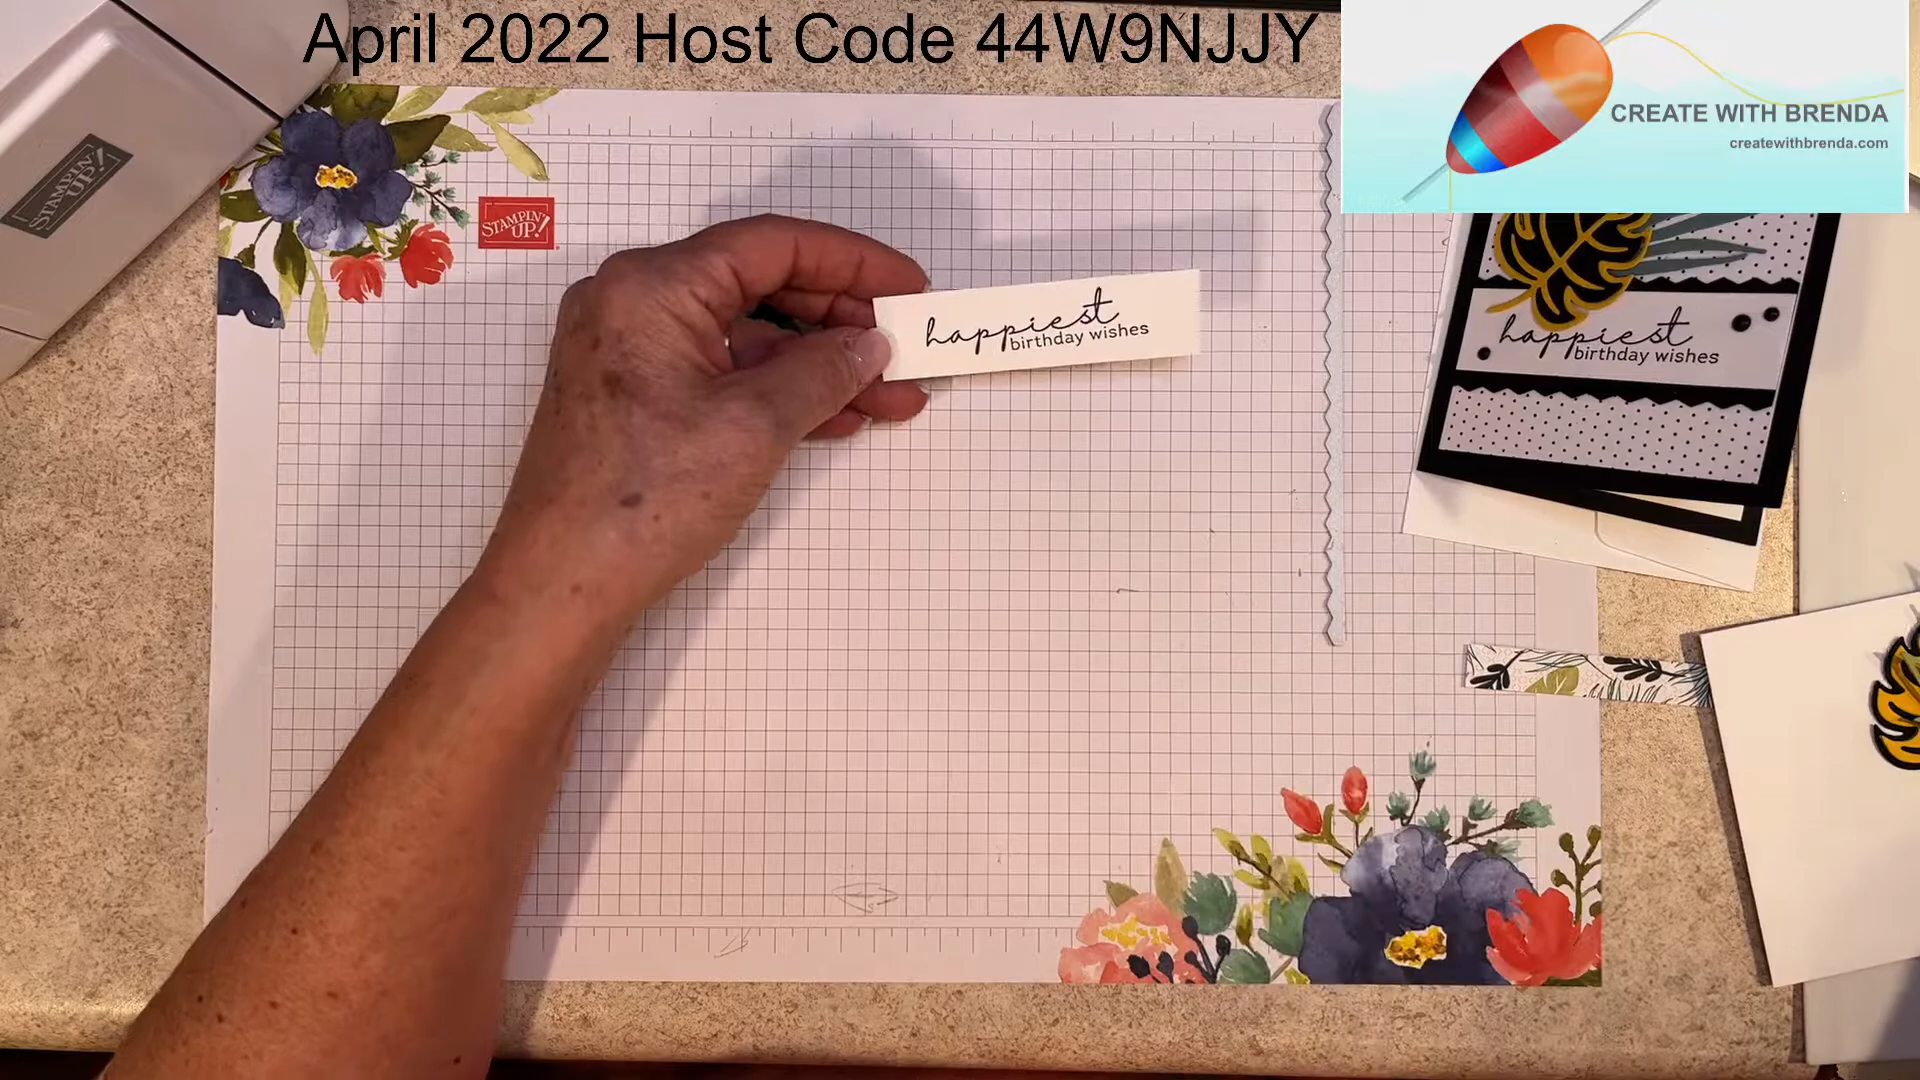 April 2022 Host Code 44W9NJJY
CREATE WITH BRENDA
createwithbrenda.com
STAMPIN'
UP!
STAMPIN'
UP!
happiest
birthday wishes
happiest
birthday wishes